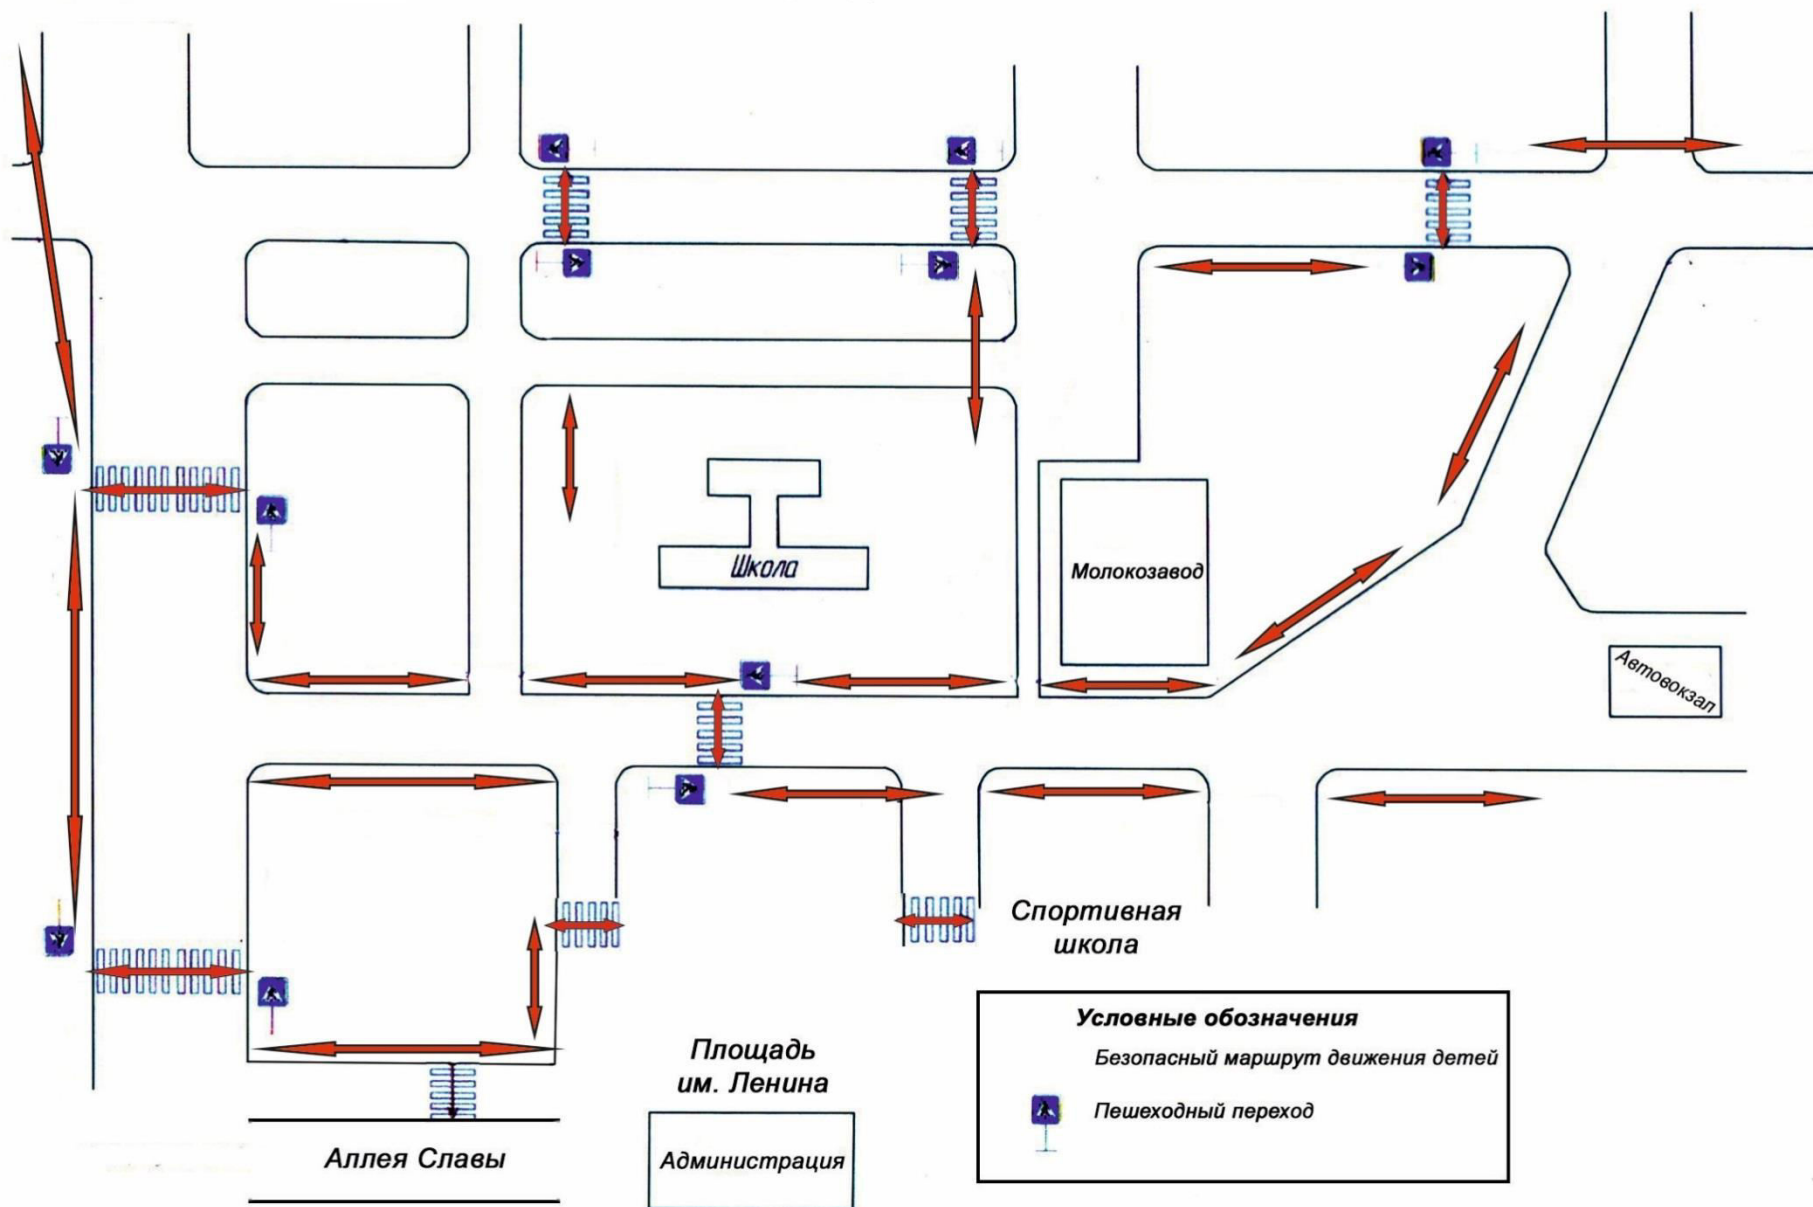 Школа
Молокозавод
Автовокзал
Спортивная
школа
Площадь
им. Ленина
Администрация
Аллея Славы
Условные обозначения
Безопасный маршрут движения детей
Пешеходный переход